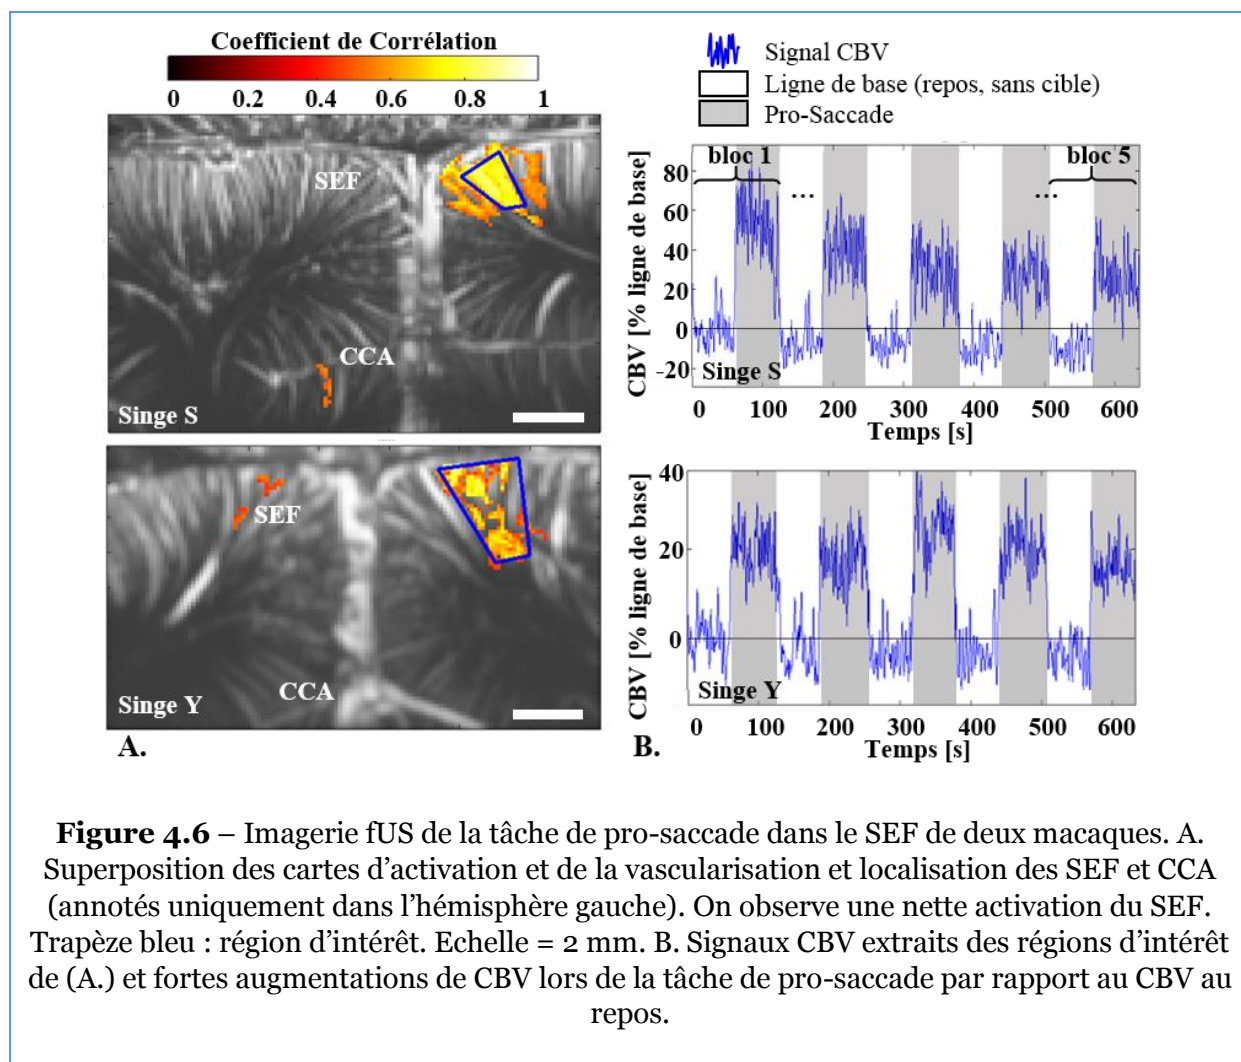 Coefficient de Corrélation
0 0.2 0.4 0.6 0.8 1
SEF
CCA
Singe S
SEF
CCA
Singe Y
A.
Signal CBV
Ligne de base (repos, sans cible)
Pro-Saccade
bloc 1
bloc 5
... ...
CBV [% ligne de base]
80
60
40
20
0
-20
Singe S
0 100 200 300 400 500 600
Temps [s]
CBV [% ligne de base]
40
20
0
Singe Y
0 100 200 300 400 500 600
Temps [s]
B.
Figure 4.6 – Imagerie fUS de la tâche de pro-saccade dans le SEF de deux macaques. A.
Superposition des cartes d’activation et de la vascularisation et localisation des SEF et CCA
(annotés uniquement dans l’hémisphère gauche). On observe une nette activation du SEF.
Trapèze bleu : région d’intérêt. Echelle = 2 mm. B. Signaux CBV extraits des régions d’intérêt
de (A.) et fortes augmentations de CBV lors de la tâche de pro-saccade par rapport au CBV au
repos.